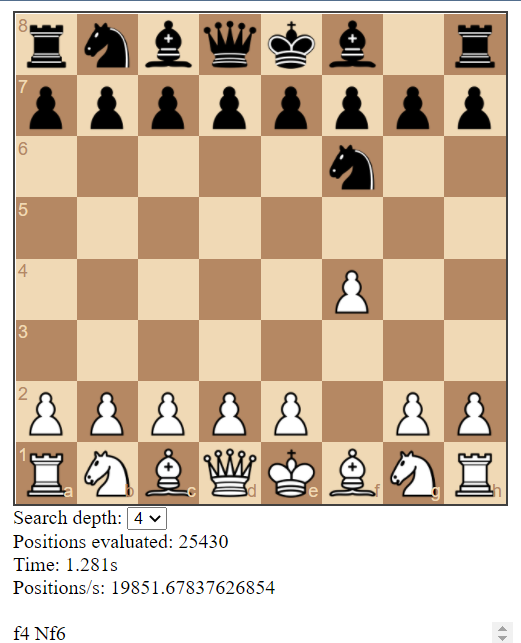 8
7
6
5
4
3
2
1
a b c d e f g h
Search depth: 4
Positions evaluated: 25430
Time: 1.281s
Positions/s: 19851.67837626854
f4 Nf6